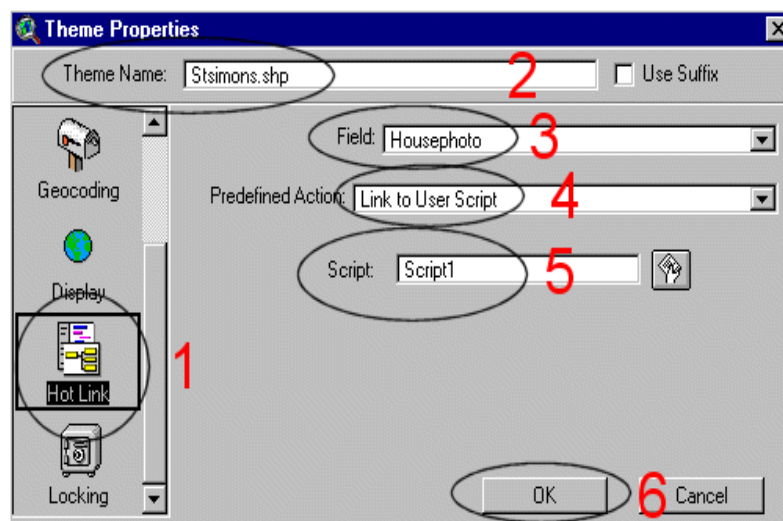 Theme Properties
Theme Name: Stsimons.shp 2 Use Suffix
Geocoding
Display
Hot Link 1
Locking
Field: Housephoto 3
Predefined Action: Link to User Script 4
Script: Script1 5
OK 6 Cancel